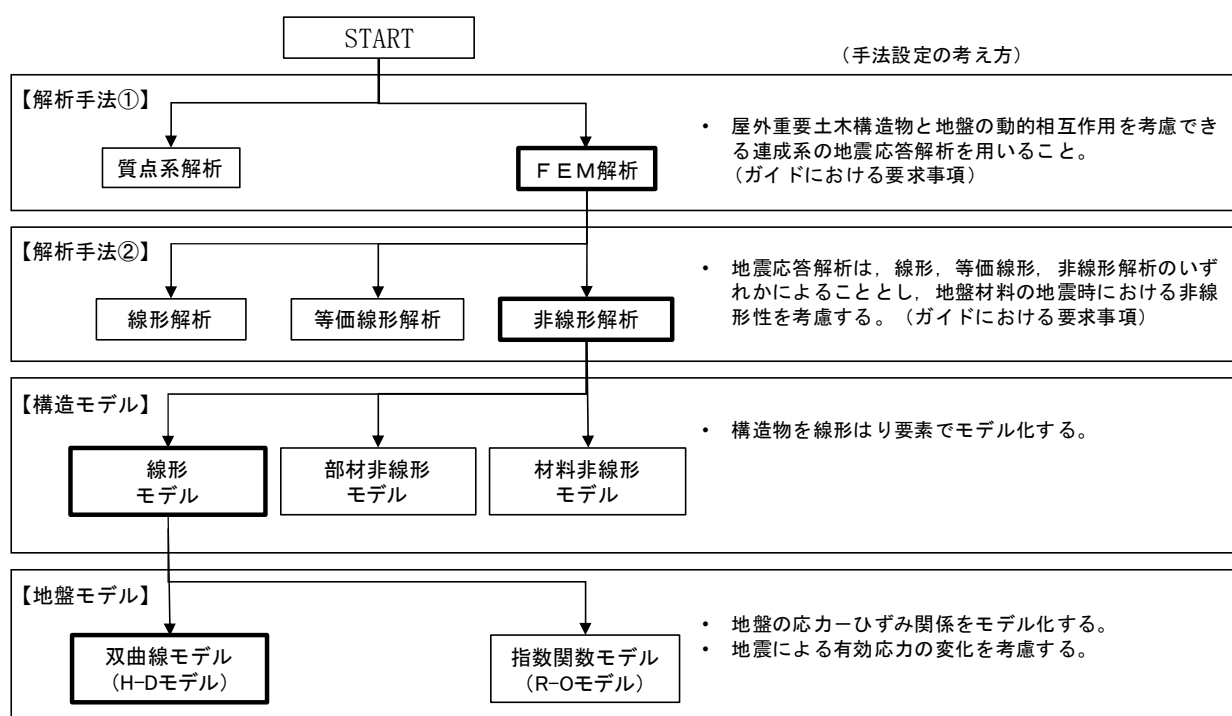 START
(手法設定の考え方)
【解析手法①】
質点系解析
FEM解析
• 屋外重要土木構造物と地盤の動的相互作用を考慮でき
る連成系の地震応答解析を用いること。
(ガイドにおける要求事項)
【解析手法②】
線形解析
等価線形解析
非線形解析
• 地震応答解析は，線形，等価線形，非線形解析のいず
れかによることとし，地盤材料の地震時における非線
形性を考慮する。(ガイドにおける要求事項)
【構造モデル】
線形
モデル
部材非線形
モデル
材料非線形
モデル
• 構造物を線形はり要素でモデル化する。
【地盤モデル】
双曲線モデル
(H-Dモデル)
指数関数モデル
(R-Oモデル)
• 地盤の応力－ひずみ関係をモデル化する。
• 地震による有効応力の変化を考慮する。